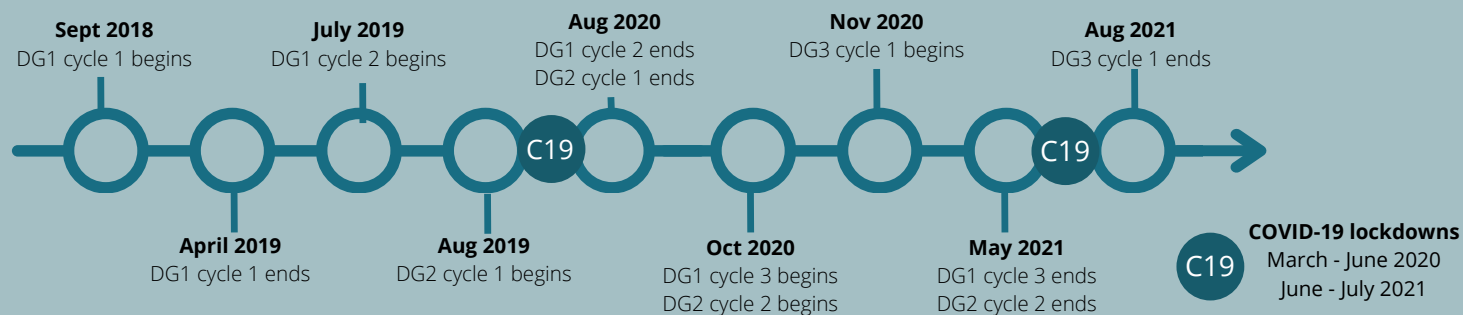 Sept 2018
DG1 cycle 1 begins
July 2019
DG1 cycle 2 begins
Aug 2020
DG1 cycle 2 ends
DG2 cycle 1 ends
Nov 2020
DG3 cycle 1 begins
Aug 2021
DG3 cycle 1 ends
C19
C19
April 2019
DG1 cycle 1 ends
Aug 2019
DG2 cycle 1 begins
Oct 2020
DG1 cycle 3 begins
DG2 cycle 2 begins
May 2021
DG1 cycle 3 ends
DG2 cycle 2 ends
C19
COVID-19 lockdowns
March - June 2020
June - July 2021